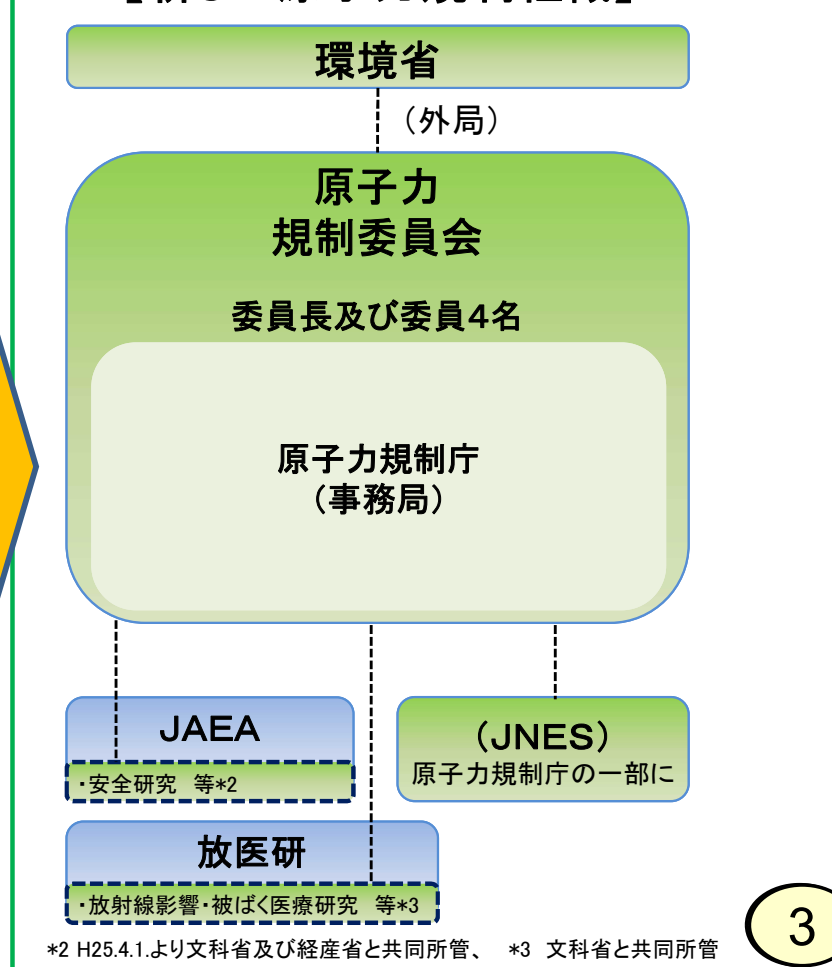 環境省
(外局)
原子力
規制委員会
委員長及び委員4名
原子力規制庁
(事務局)
JAEA
・安全研究 等*2
(JNES)
原子力規制庁の一部に
放医研
・放射線影響・被ばく医療研究 等*3
*2 H25.4.1.より文科省及び経産省と共同所管、 *3 文科省と共同所管
3